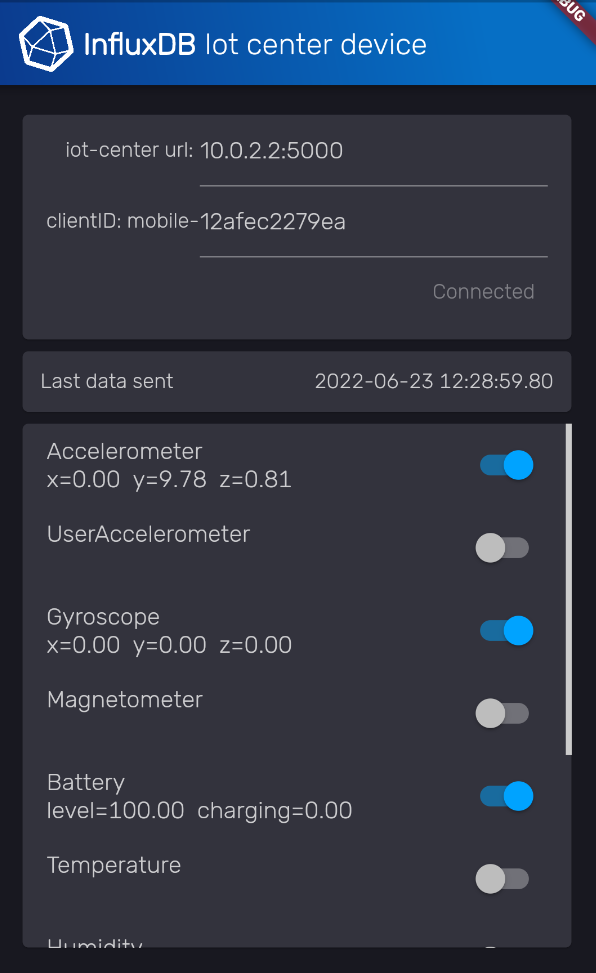 InfluxDB Iot center device
iot-center url: 10.0.2.2:5000
clientID: mobile-12afec2279ea
Connected
Last data sent 2022-06-23 12:28:59.80
Accelerometer
x=0.00 y=9.78 z=0.81
UserAccelerometer
Gyroscope
x=0.00 y=0.00 z=0.00
Magnetometer
Battery
level=100.00 charging=0.00
Temperature
Humidity